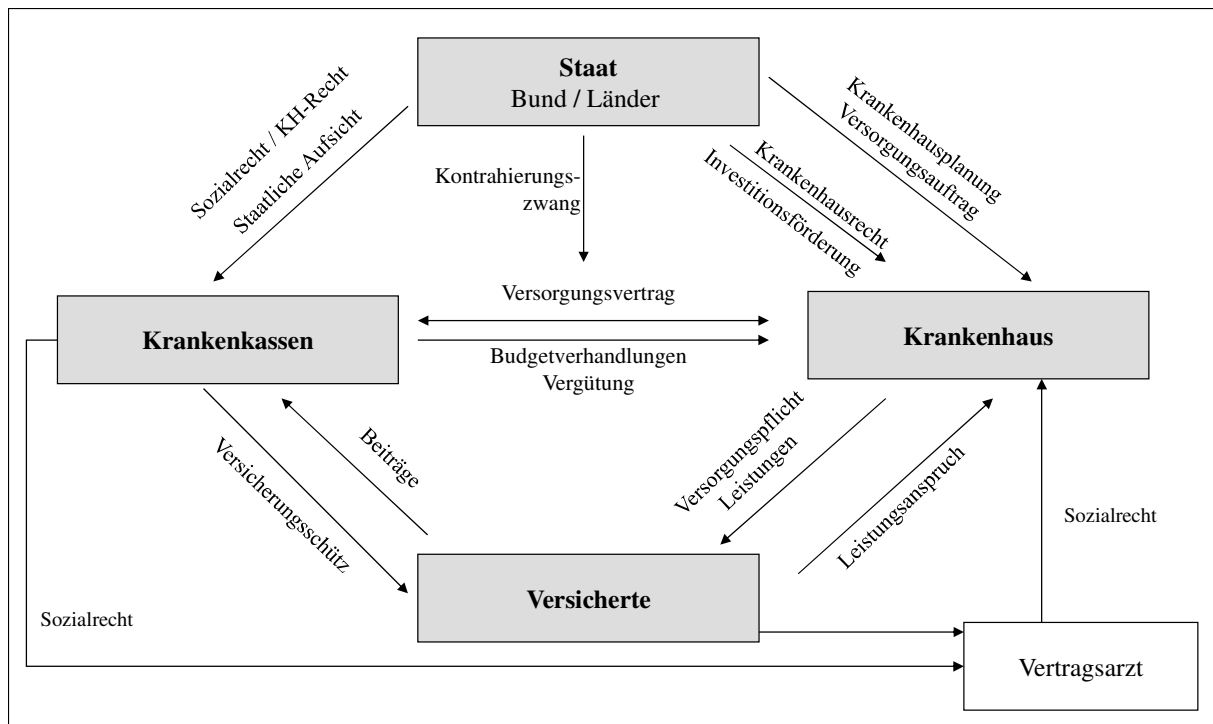 Staat
Bund / Länder
Sozialrecht / KH-Recht
Staatliche Aufsicht
Kontrahierungs-
zwang
Krankenhausrecht
Investitionsförderung
Krankenhausplanung
Versorgungsauftrag
Krankenkassen
Versorgungsvertrag
Budgetverhandlungen
Vergütung
Krankenhaus
Versicherungsschütz
Beiträge
Versorgungspflicht
Leistungen
Leistungsanspruch
Sozialrecht
Versicherte
Sozialrecht
Vertragsarzt